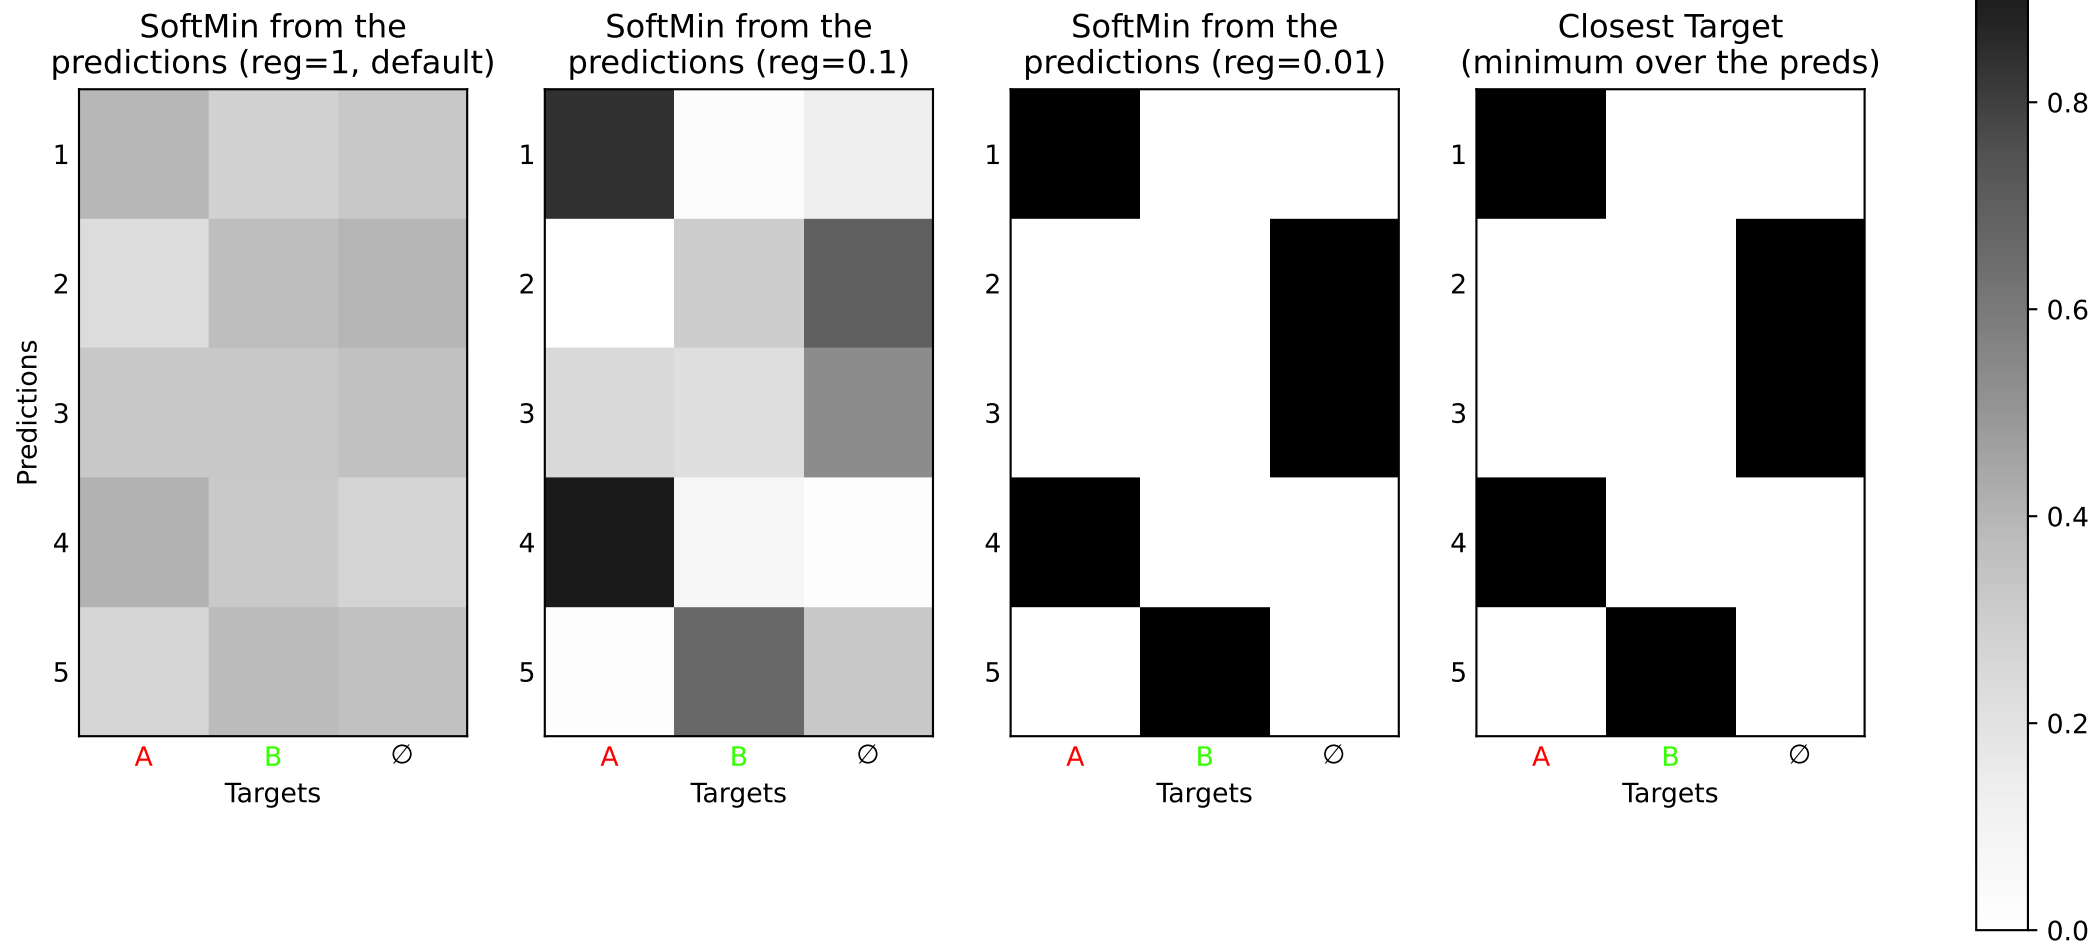 SoftMin from the
predictions (reg=1, default)
SoftMin from the
predictions (reg=0.1)
SoftMin from the
predictions (reg=0.01)
Closest Target
(minimum over the preds)
Predictions
1
2
3
4
5
A B ∅
Targets
1
2
3
4
5
A B ∅
Targets
1
2
3
4
5
A B ∅
Targets
1
2
3
4
5
A B ∅
Targets
0.8
0.6
0.4
0.2
0.0